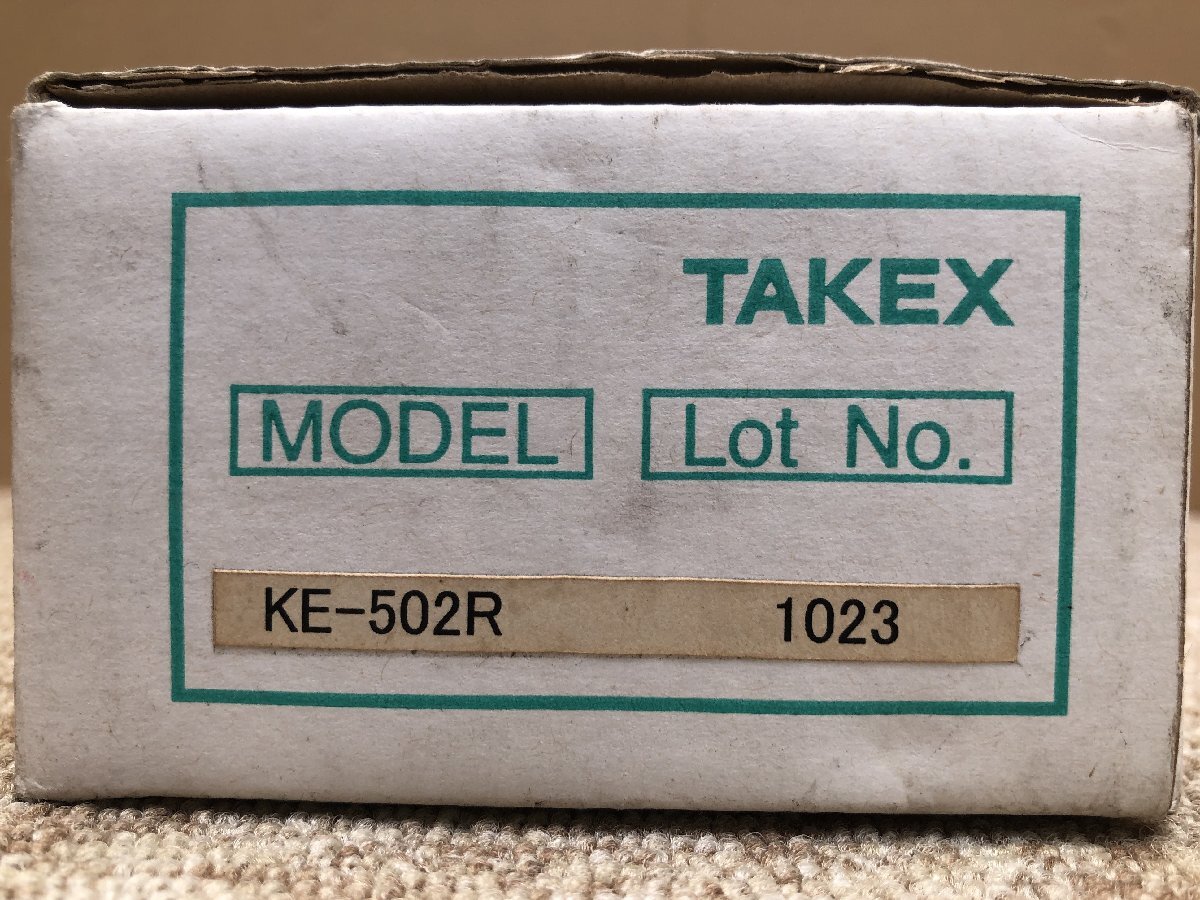 TAKEX
MODEL Lot No.
KE-502R 1023